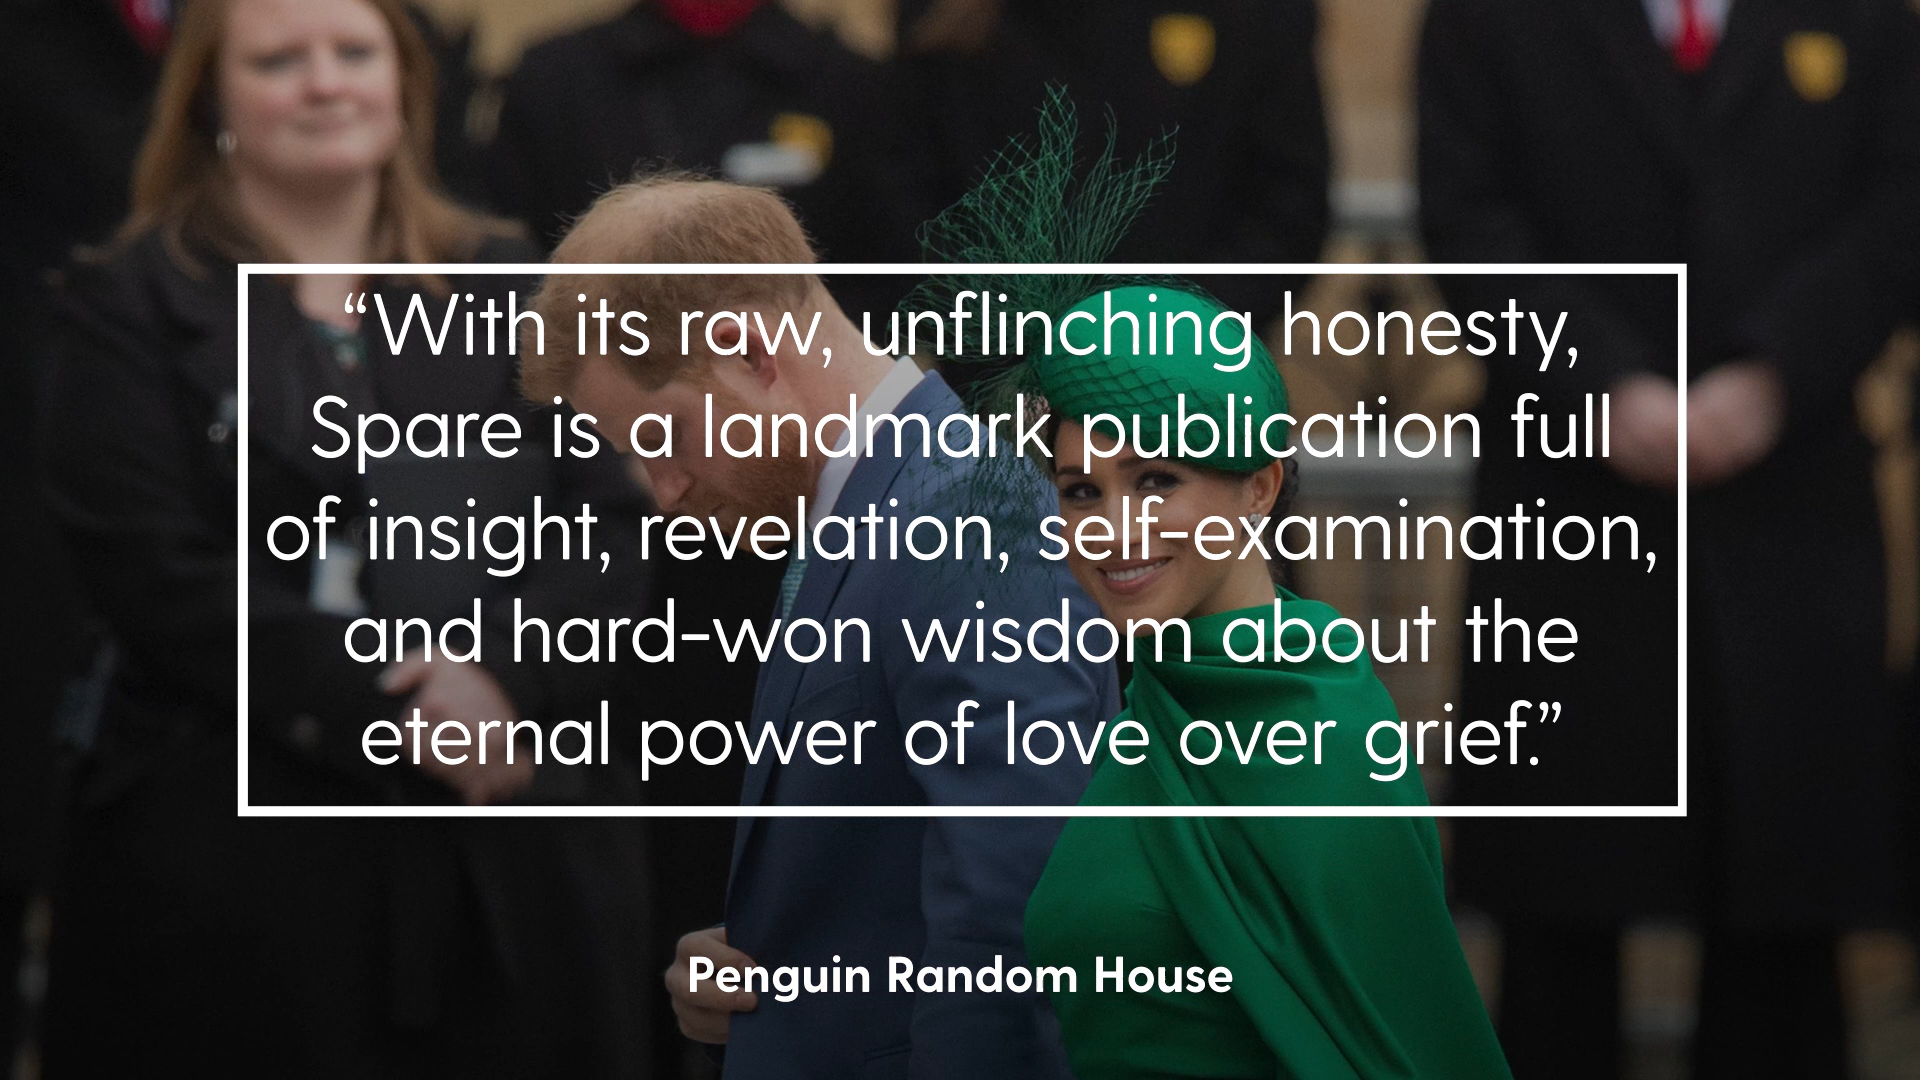 “With its raw, unflinching honesty,
Spare is a landmark publication full
of insight, revelation, self-examination,
and hard-won wisdom about the
eternal power of love over grief.”
Penguin Random House